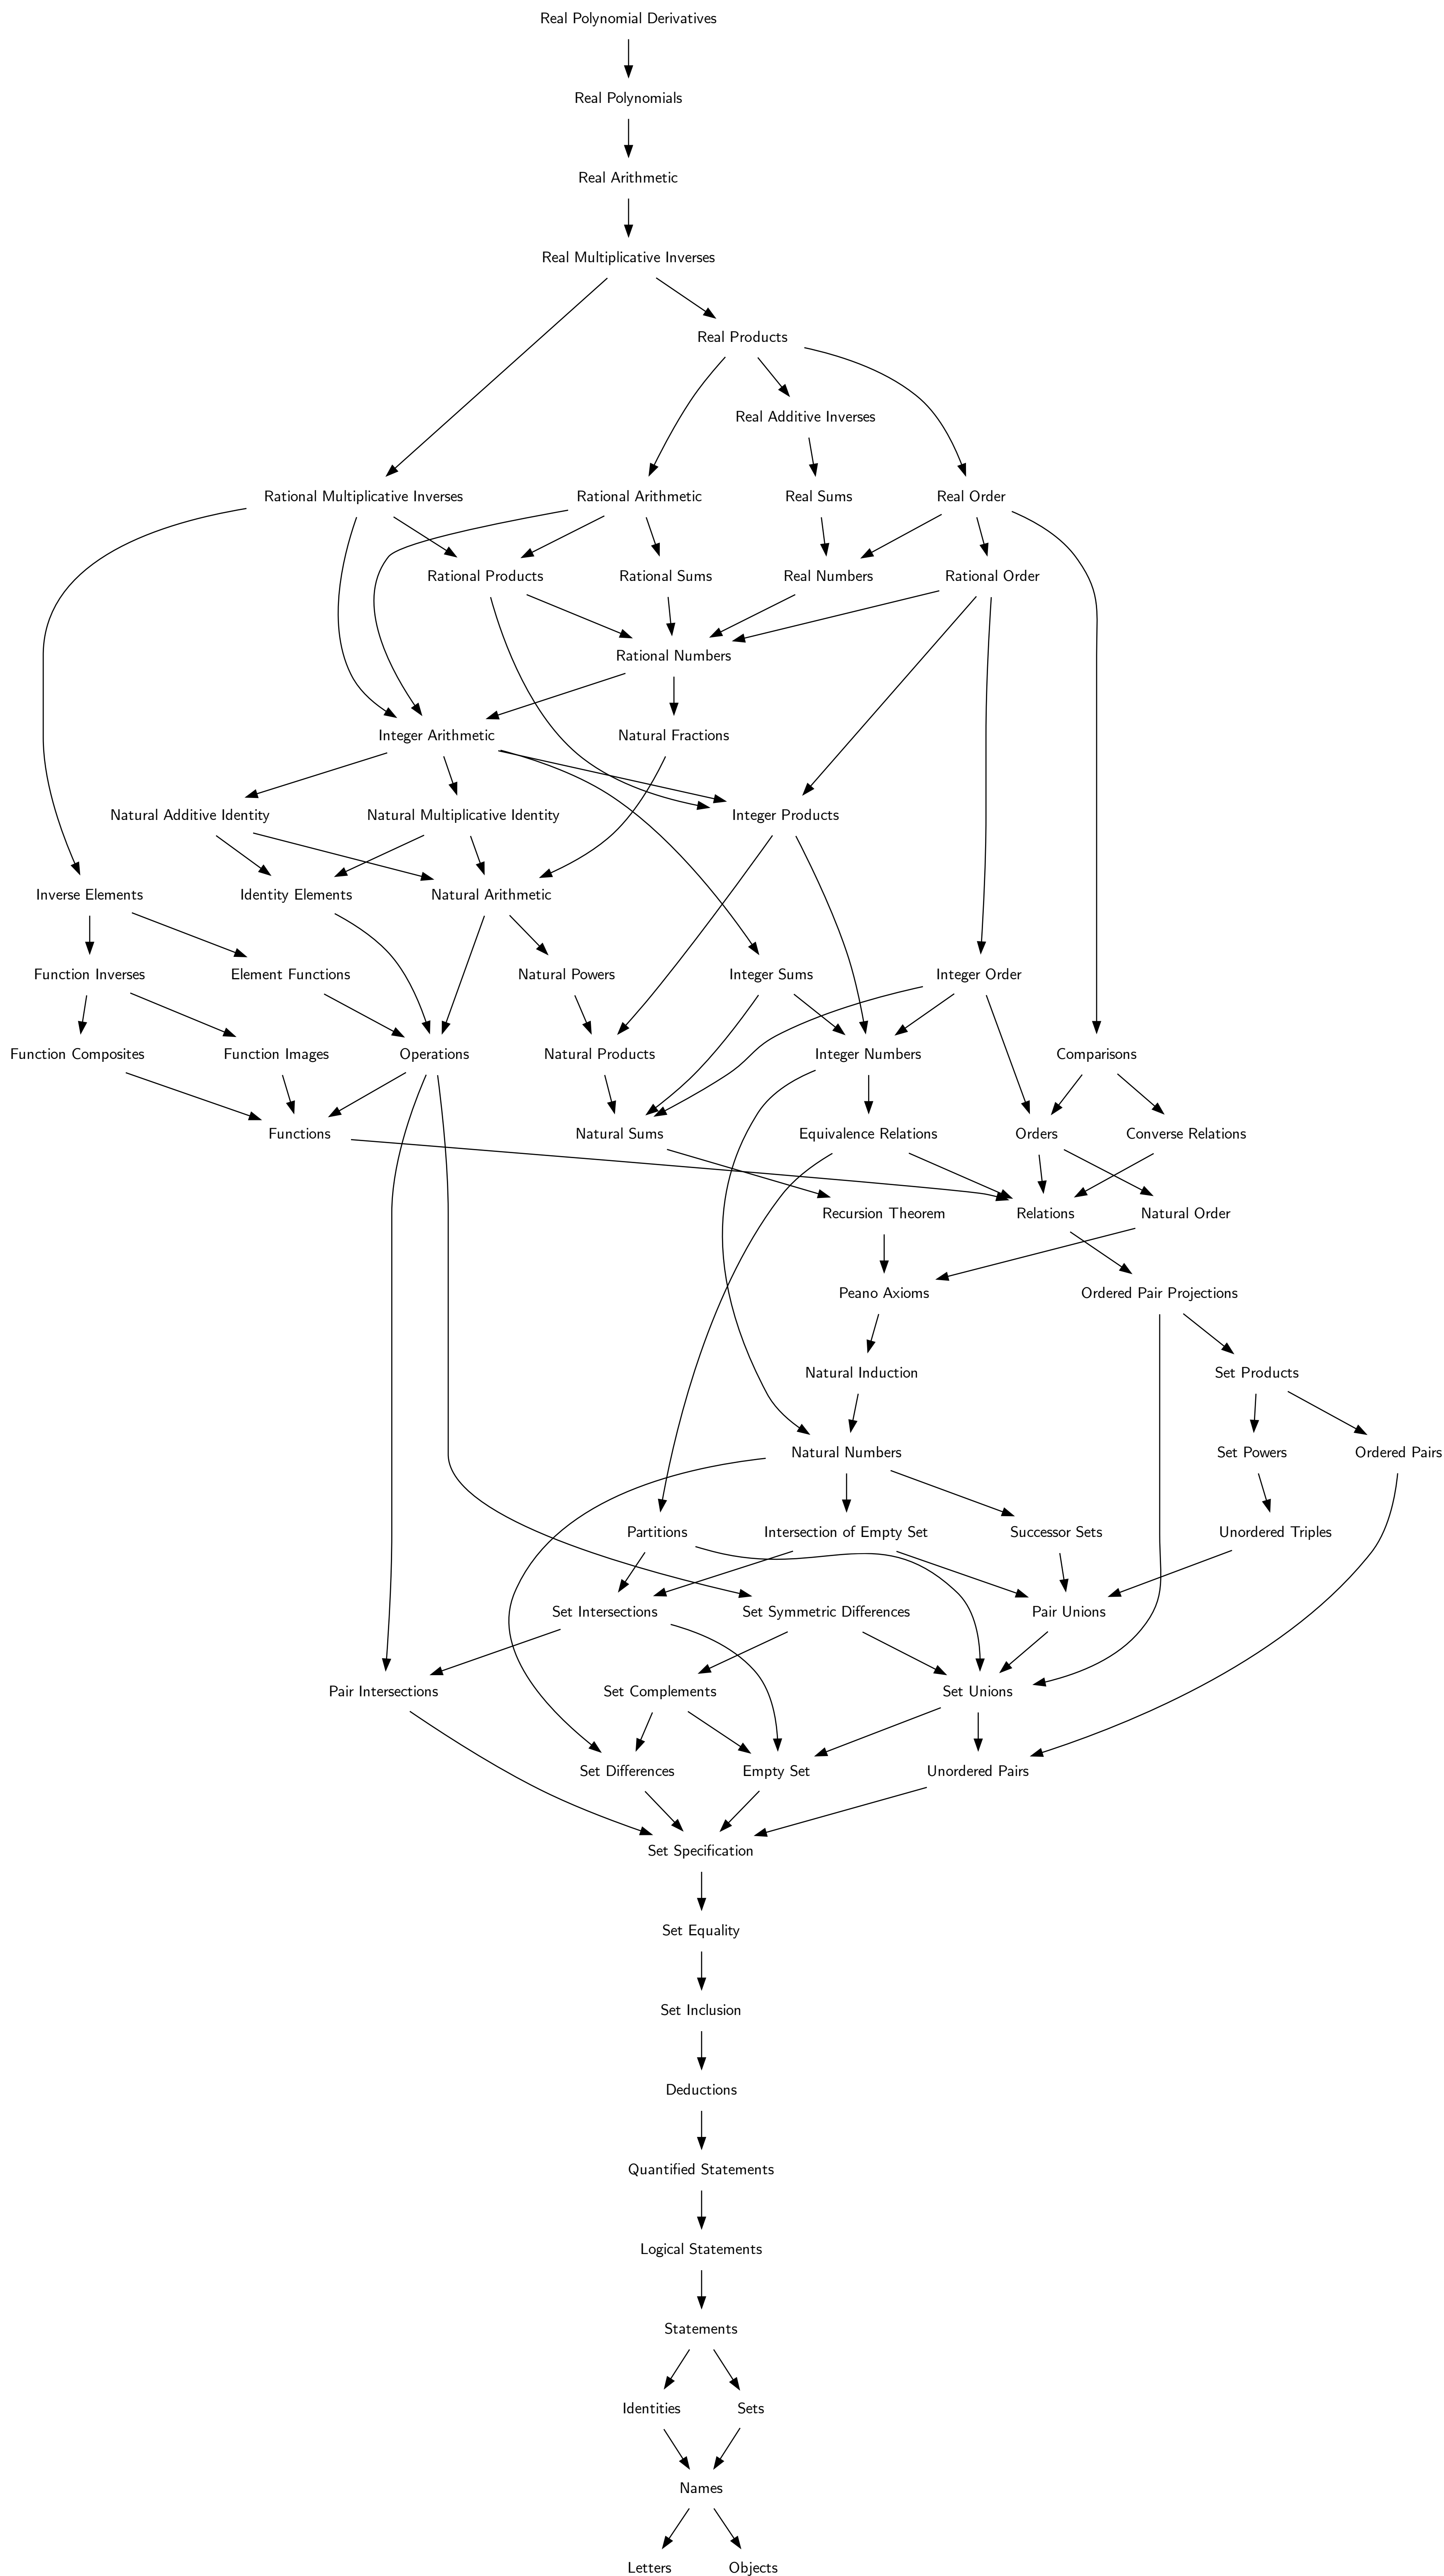 Real Polynomial Derivatives
Real Polynomials
Real Arithmetic
Real Multiplicative Inverses
Real Products
Real Additive Inverses
Rational Multiplicative Inverses
Rational Arithmetic
Real Sums
Real Order
Rational Products
Rational Sums
Real Numbers
Rational Order
Rational Numbers
Integer Arithmetic
Natural Fractions
Natural Additive Identity
Natural Multiplicative Identity
Integer Products
Inverse Elements
Identity Elements
Natural Arithmetic
Function Inverses
Element Functions
Natural Powers
Integer Sums
Integer Order
Function Composites
Function Images
Operations
Natural Products
Integer Numbers
Comparisons
Functions
Natural Sums
Equivalence Relations
Orders
Converse Relations
Recursion Theorem
Relations
Natural Order
Peano Axioms
Ordered Pair Projections
Natural Induction
Set Products
Natural Numbers
Set Powers
Ordered Pairs
Partitions
Intersection of Empty Set
Successor Sets
Unordered Triples
Set Intersections
Set Symmetric Differences
Pair Unions
Pair Intersections
Set Complements
Set Unions
Set Differences
Empty Set
Unordered Pairs
Set Specification
Set Equality
Set Inclusion
Deductions
Quantified Statements
Logical Statements
Statements
Identities
Sets
Names
Letters
Objects